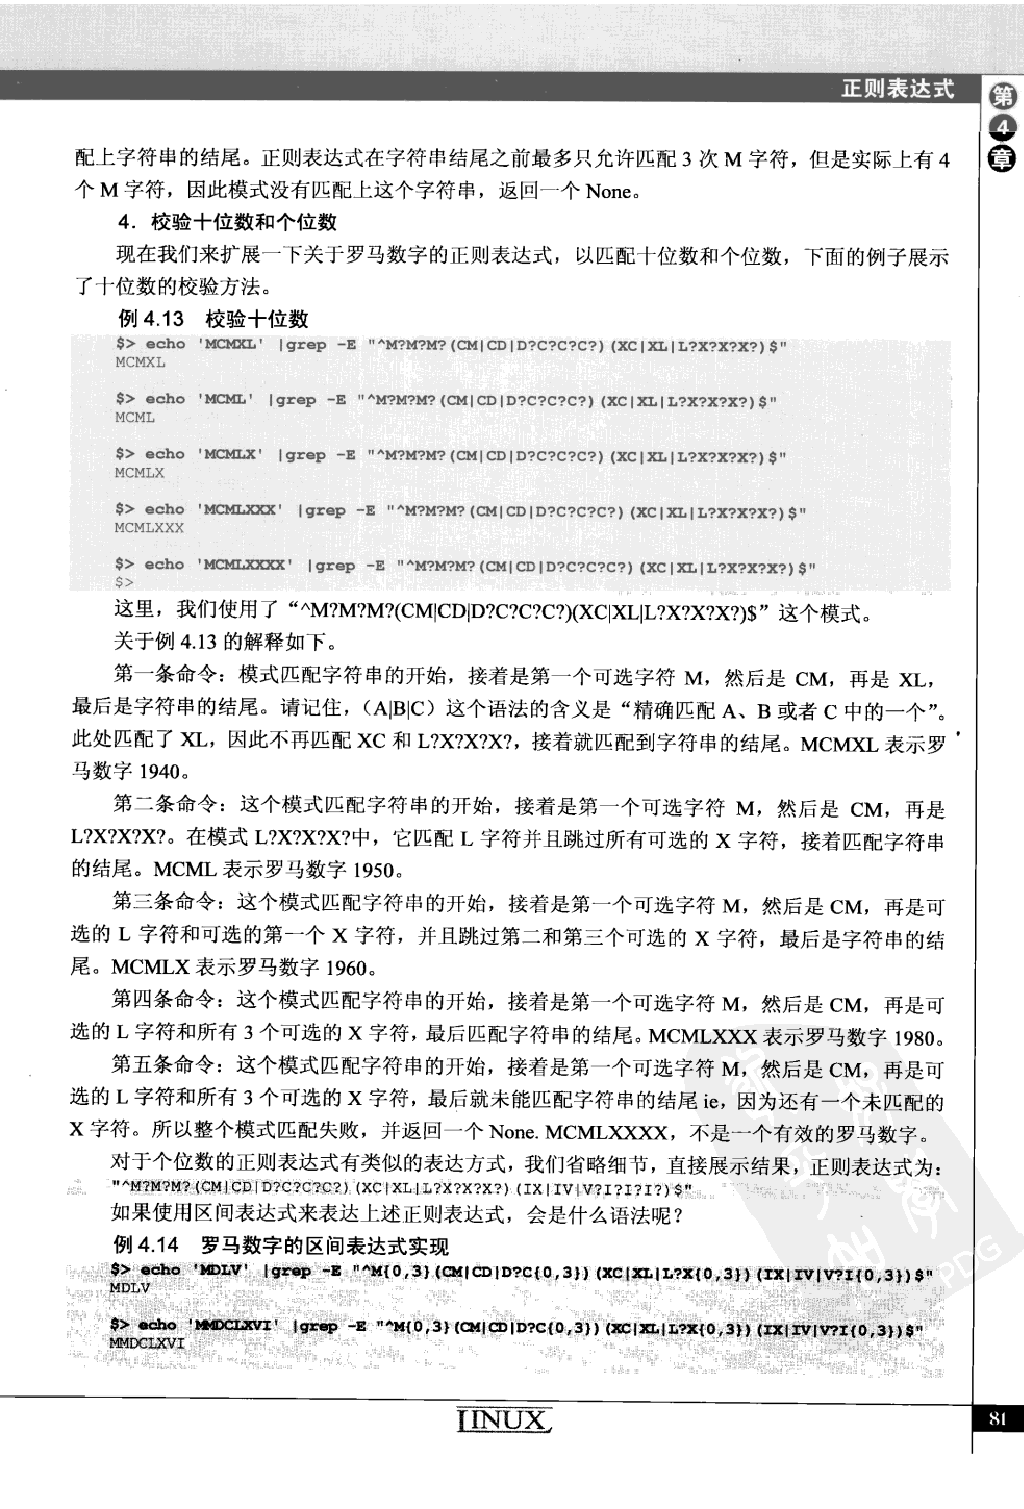 正则表达式
第
4
章
配上字符串的结尾。正则表达式在字符串结尾之前最多只允许匹配 3 次 M 字符，但是实际上有 4
个 M 字符，因此模式没有匹配上这个字符串，返回一个 None。
4．校验十位数和个位数
现在我们来扩展一下关于罗马数字的正则表达式，以匹配十位数和个位数，下面的例子展示
了十位数的校验方法。
例 4.13 校验十位数
$> echo 'MCMXL' |grep -E "^M?M?M?(CM|CD|D?C?C?C?)(XC|XL|L?X?X?X?)$"
MCMXL
$> echo 'MCML' |grep -E "^M?M?M?(CM|CD|D?C?C?C?)(XC|XL|L?X?X?X?)$"
MCML
$> echo 'MCMLX' |grep -E "^M?M?M?(CM|CD|D?C?C?C?)(XC|XL|L?X?X?X?)$"
MCMLX
$> echo 'MCMLXXX' |grep -E "^M?M?M?(CM|CD|D?C?C?C?)(XC|XL|L?X?X?X?)$"
MCMLXXX
$> echo 'MCMLXXXX' |grep -E "^M?M?M?(CM|CD|D?C?C?C?)(XC|XL|L?X?X?X?)$"
$>
这里，我们使用了“^M?M?M?(CM|CD|D?C?C?C?)(XC|XL|L?X?X?X?)$”这个模式。
关于例 4.13 的解释如下。
第一条命令：模式匹配字符串的开始，接着是第一个可选字符 M，然后是 CM，再是 XL，
最后是字符串的结尾。请记住，（A|B|C）这个语法的含义是“精确匹配 A、B 或者 C 中的一个”。
此处匹配了 XL，因此不再匹配 XC 和 L?X?X?X?，接着就匹配到字符串的结尾。MCMXL 表示罗
马数字 1940。
第二条命令：这个模式匹配字符串的开始，接着是第一个可选字符 M，然后是 CM，再是
L?X?X?X?。在模式 L?X?X?X?中，它匹配 L 字符并且跳过所有可选的 X 字符，接着匹配字符串
的结尾。MCML 表示罗马数字 1950。
第三条命令：这个模式匹配字符串的开始，接着是第一个可选字符 M，然后是 CM，再是可
选的 L 字符和可选的第一个 X 字符，并且跳过第二和第三个可选的 X 字符，最后是字符串的结
尾。MCMLX 表示罗马数字 1960。
第四条命令：这个模式匹配字符串的开始，接着是第一个可选字符 M，然后是 CM，再是可
选的 L 字符和所有 3 个可选的 X 字符，最后匹配字符串的结尾。MCMLXXX 表示罗马数字 1980。
第五条命令：这个模式匹配字符串的开始，接着是第一个可选字符 M，然后是 CM，再是可
选的 L 字符和所有 3 个可选的 X 字符，最后就未能匹配字符串的结尾 ie，因为还有一个未匹配的
X 字符。所以整个模式匹配失败，并返回一个 None. MCMLXXXX，不是一个有效的罗马数字。
对于个位数的正则表达式有类似的表达方式，我们省略细节，直接展示结果，正则表达式为：
"^M?M?M?(CM|CD|D?C?C?C?)(XC|XL|L?X?X?X?)(IX|IV|V?I?I?I?)$"
如果使用区间表达式来表达上述正则表达式，会是什么语法呢？
例 4.14 罗马数字的区间表达式实现
$> echo 'MDLV' |grep -E "^M{0,3}(CM|CD|D?C{0,3})(XC|XL|L?X{0,3})(IX|IV|V?I{0,3})$"
MDLV
$> echo 'MMDCLXVI' |grep -E "^M{0,3}(CM|CD|D?C{0,3})(XC|XL|L?X{0,3})(IX|IV|V?I{0,3})$"
MMDCLXVI
PDG
LINUX
81